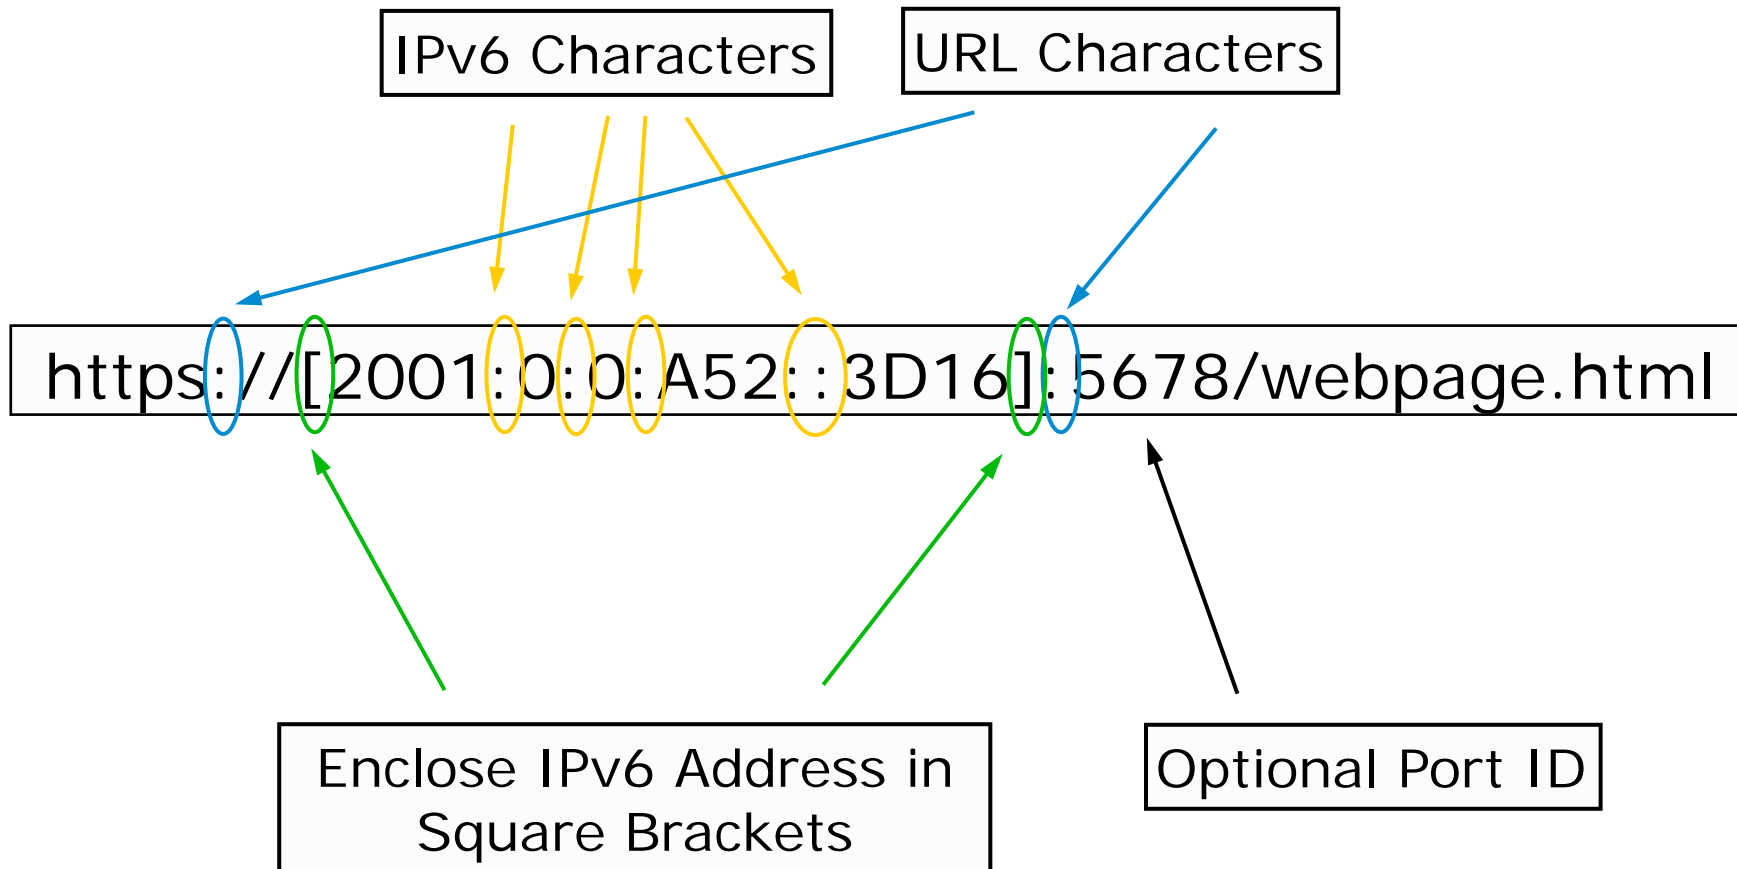 IPv6 Characters
URL Characters
https://[2001:0:0:A52::3D16]:5678/webpage.html
Enclose IPv6 Address in
Square Brackets
Optional Port ID